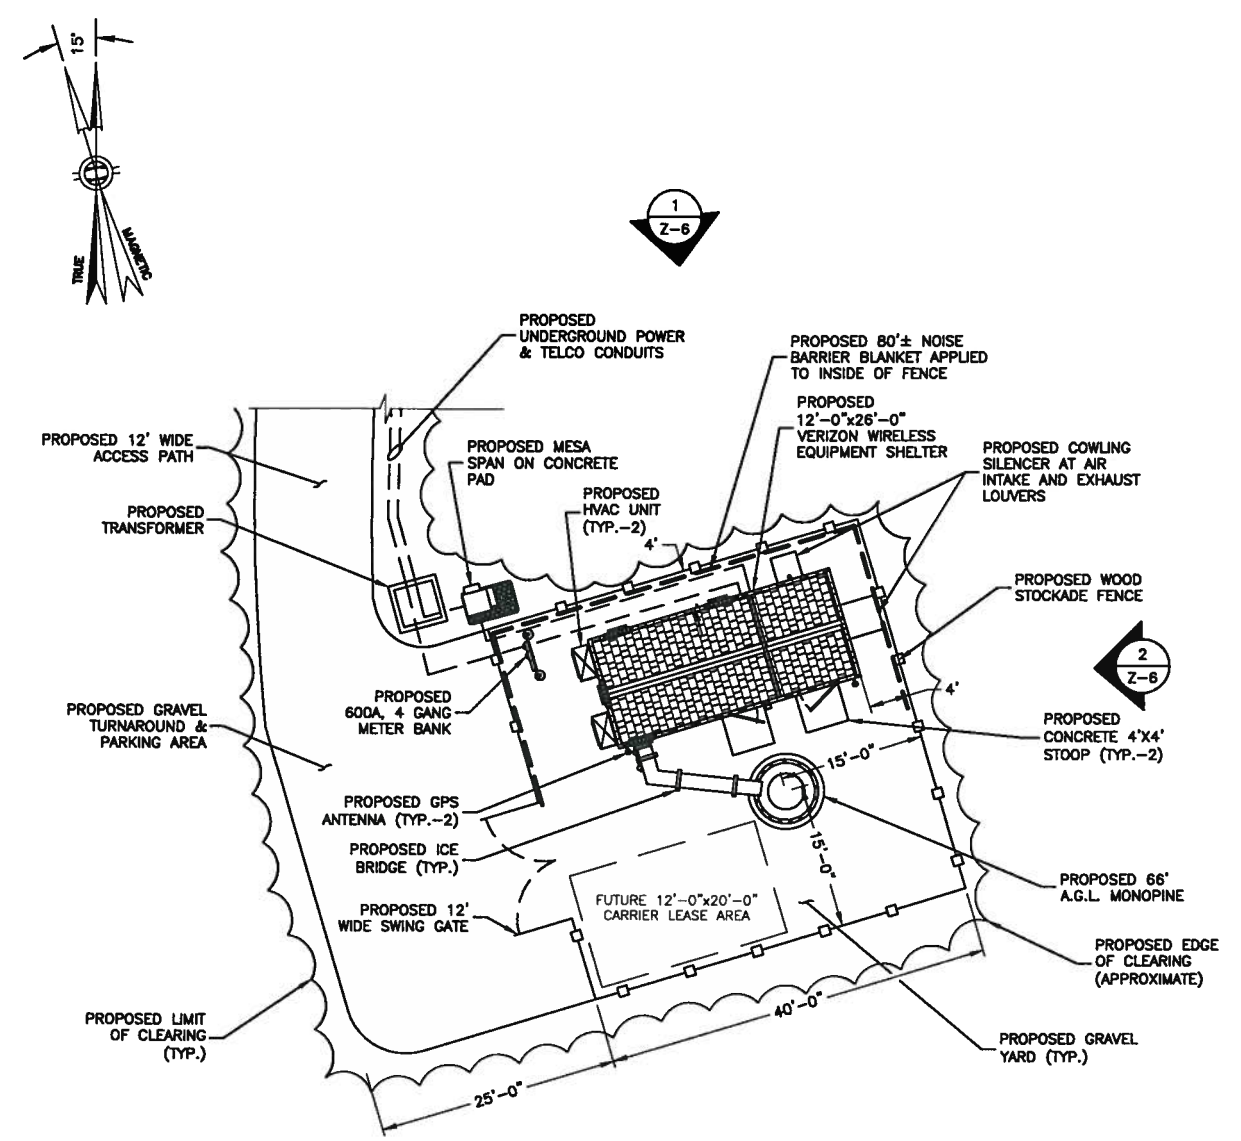 15°
TRUE
MAGNETIC
1
Z-6
PROPOSED
UNDERGROUND POWER
& TELCO CONDUITS
PROPOSED 80'± NOISE
BARRIER BLANKET APPLIED
TO INSIDE OF FENCE
PROPOSED
12'-0"x26'-0"
VERIZON WIRELESS
EQUIPMENT SHELTER
PROPOSED 12' WIDE
ACCESS PATH
PROPOSED MESA
SPAN ON CONCRETE
PAD
PROPOSED COWLING
SILENCER AT AIR
INTAKE AND EXHAUST
LOUVERS
PROPOSED
HVAC UNIT
(TYP.-2)
PROPOSED
TRANSFORMER
4'
PROPOSED WOOD
STOCKADE FENCE
2
Z-6
4'
PROPOSED
600A, 4 GANG
METER BANK
PROPOSED GRAVEL
TURNAROUND &
PARKING AREA
PROPOSED
CONCRETE 4'X4'
STOOP (TYP.-2)
15'-0"
PROPOSED GPS
ANTENNA (TYP.-2)
15'-0"
PROPOSED ICE
BRIDGE (TYP.)
PROPOSED 66'
A.G.L. MONOPINE
FUTURE 12'-0"x20'-0"
CARRIER LEASE AREA
PROPOSED 12'
WIDE SWING GATE
PROPOSED EDGE
OF CLEARING
(APPROXIMATE)
PROPOSED LIMIT
OF CLEARING
(TYP.)
40'-0"
PROPOSED GRAVEL
YARD (TYP.)
25'-0"